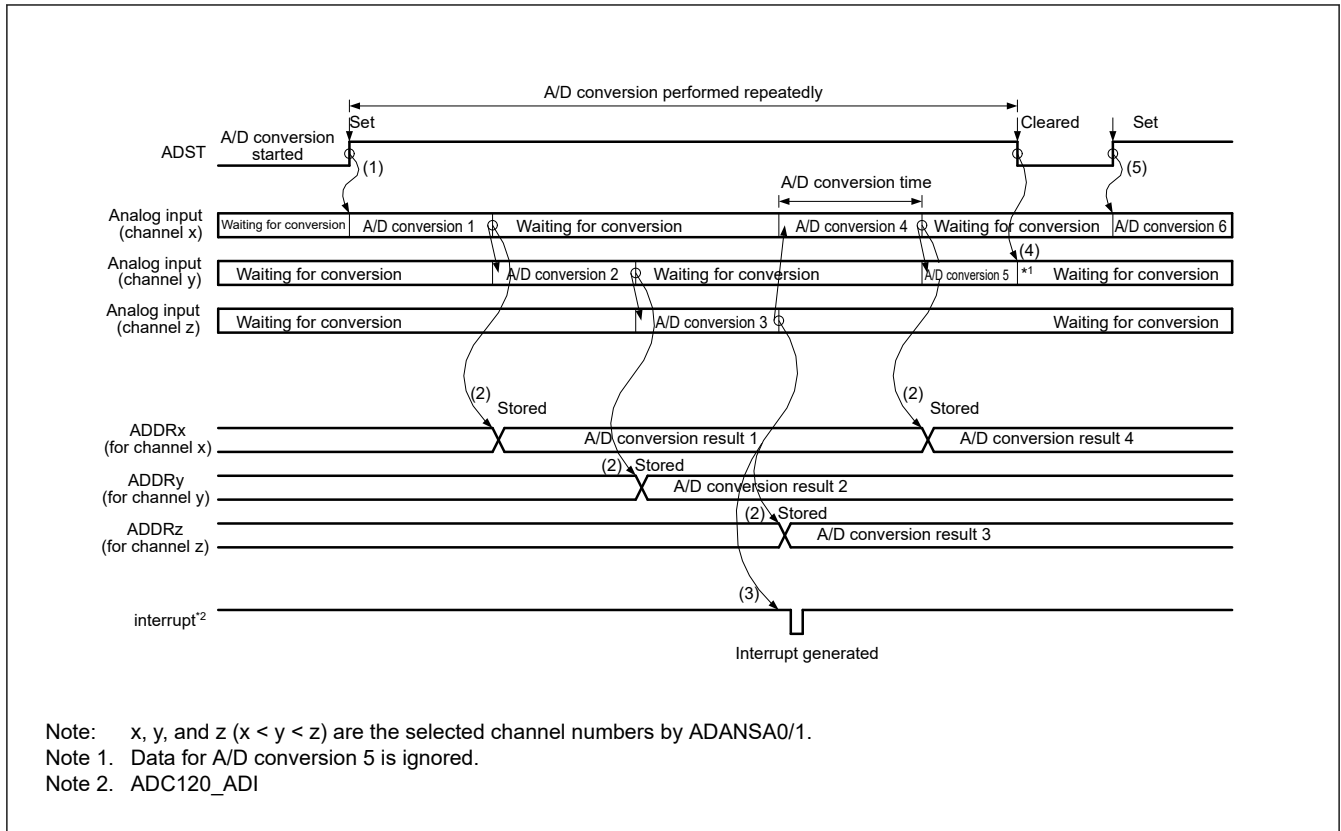 A/D conversion performed repeatedly
Set
Cleared
Set
A/D conversion
started
ADST
(1)
(5)
A/D conversion time
Analog input
(channel x)
Waiting for conversion
A/D conversion 1
Waiting for conversion
A/D conversion 4
Waiting for conversion
A/D conversion 6
(4)
Analog input
(channel y)
Waiting for conversion
A/D conversion 2
Waiting for conversion
A/D conversion 5
*1
Waiting for conversion
Analog input
(channel z)
Waiting for conversion
A/D conversion 3
Waiting for conversion
(2)
Stored
(2)
Stored
ADDRx
(for channel x)
A/D conversion result 1
A/D conversion result 4
(2)
Stored
ADDRy
(for channel y)
A/D conversion result 2
(2)
Stored
ADDRz
(for channel z)
A/D conversion result 3
(3)
interrupt*2
Interrupt generated
Note: x, y, and z (x < y < z) are the selected channel numbers by ADANSA0/1.
Note 1. Data for A/D conversion 5 is ignored.
Note 2. ADC120_ADI